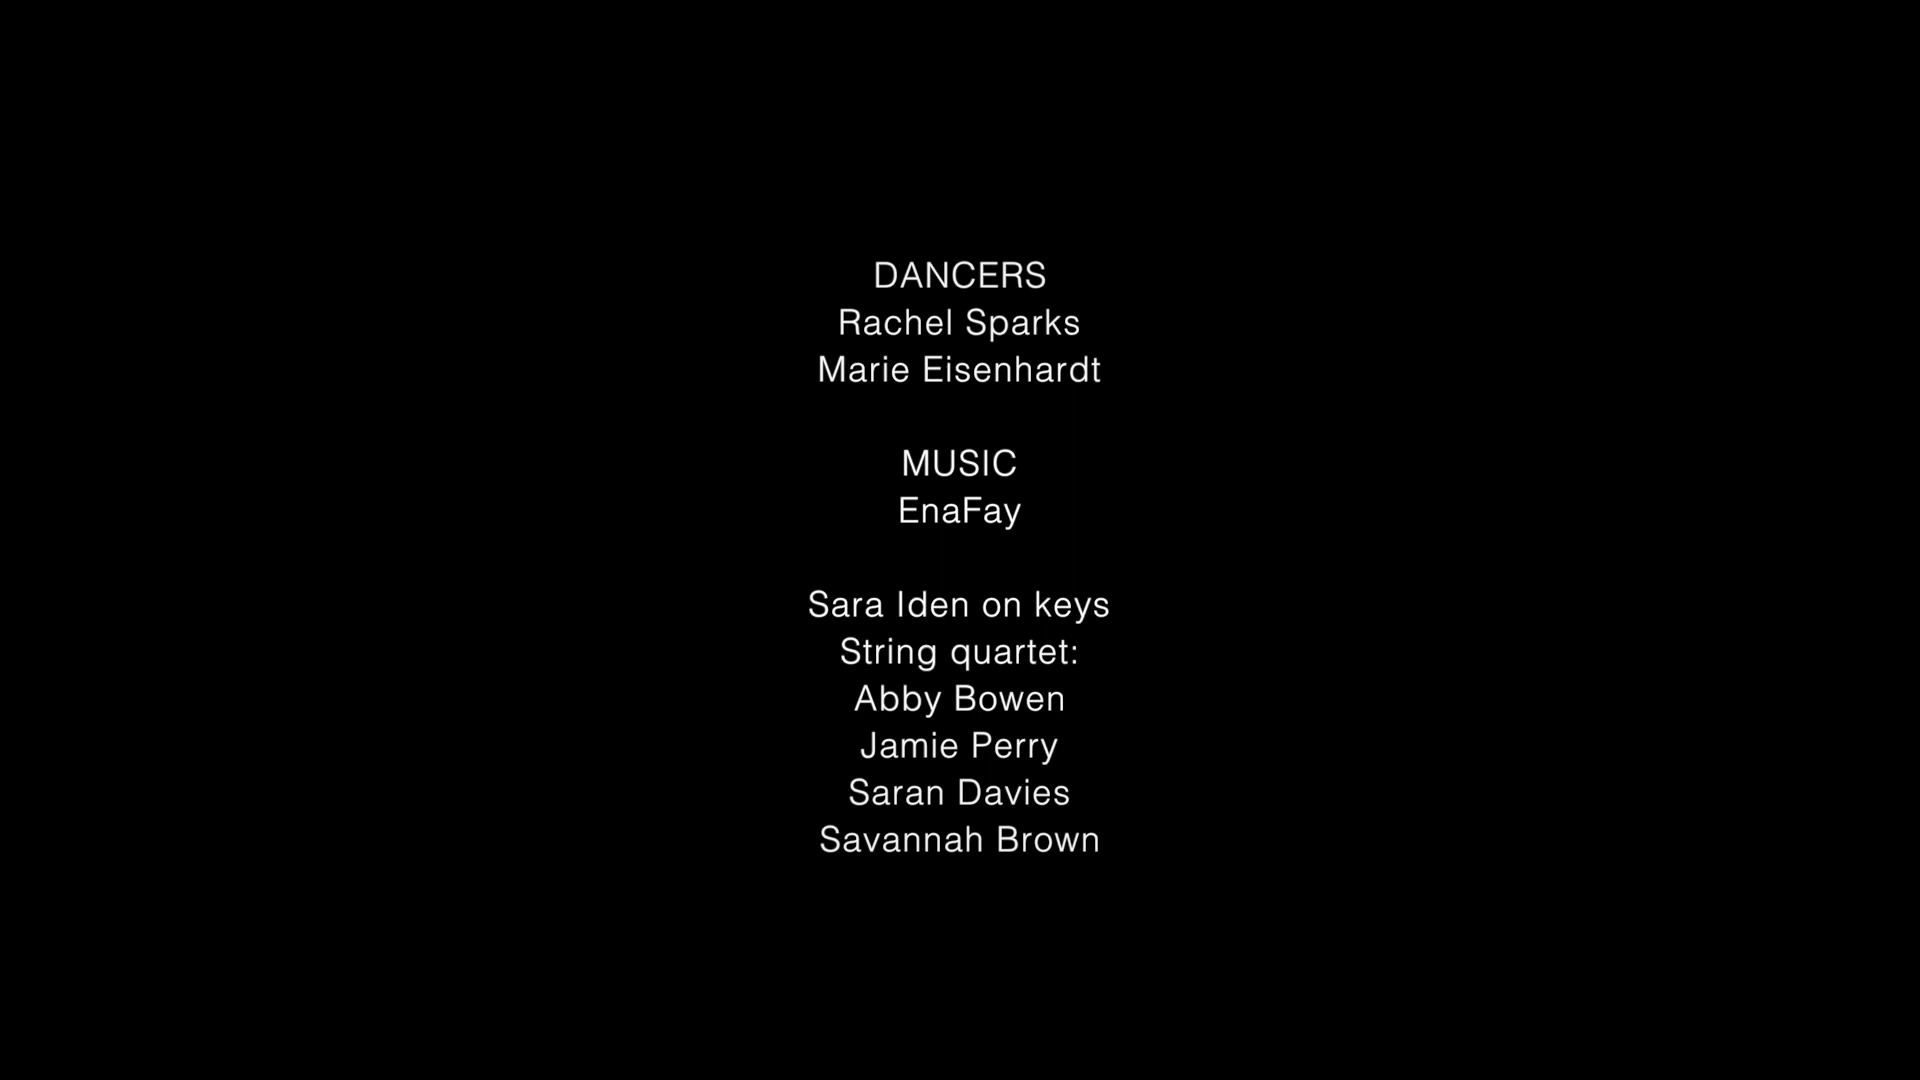 DANCERS
Rachel Sparks
Marie Eisenhardt
MUSIC
EnaFay
Sara Iden on keys
String quartet:
Abby Bowen
Jamie Perry
Saran Davies
Savannah Brown